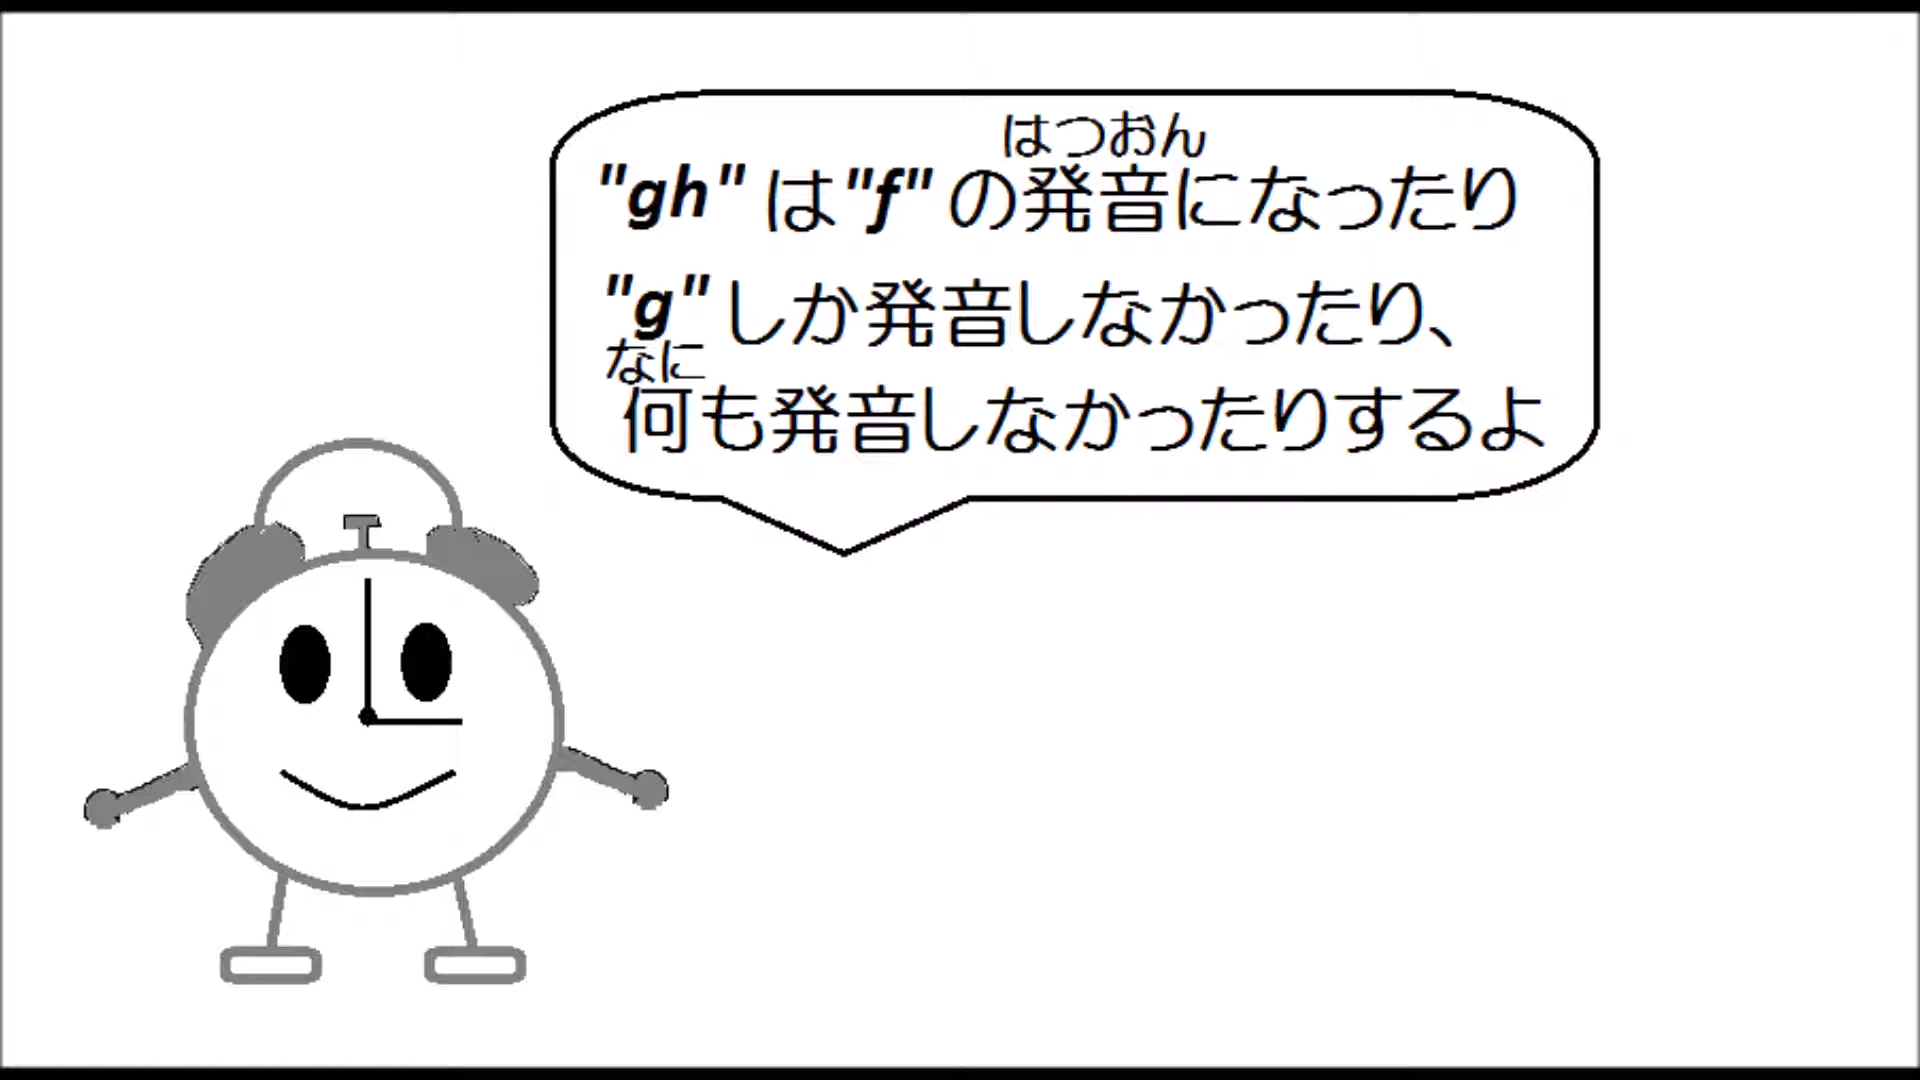 はつおん
"gh" は "f" の発音になったり
"g" しか発音しなかったり、
なに
何も発音しなかったりするよ